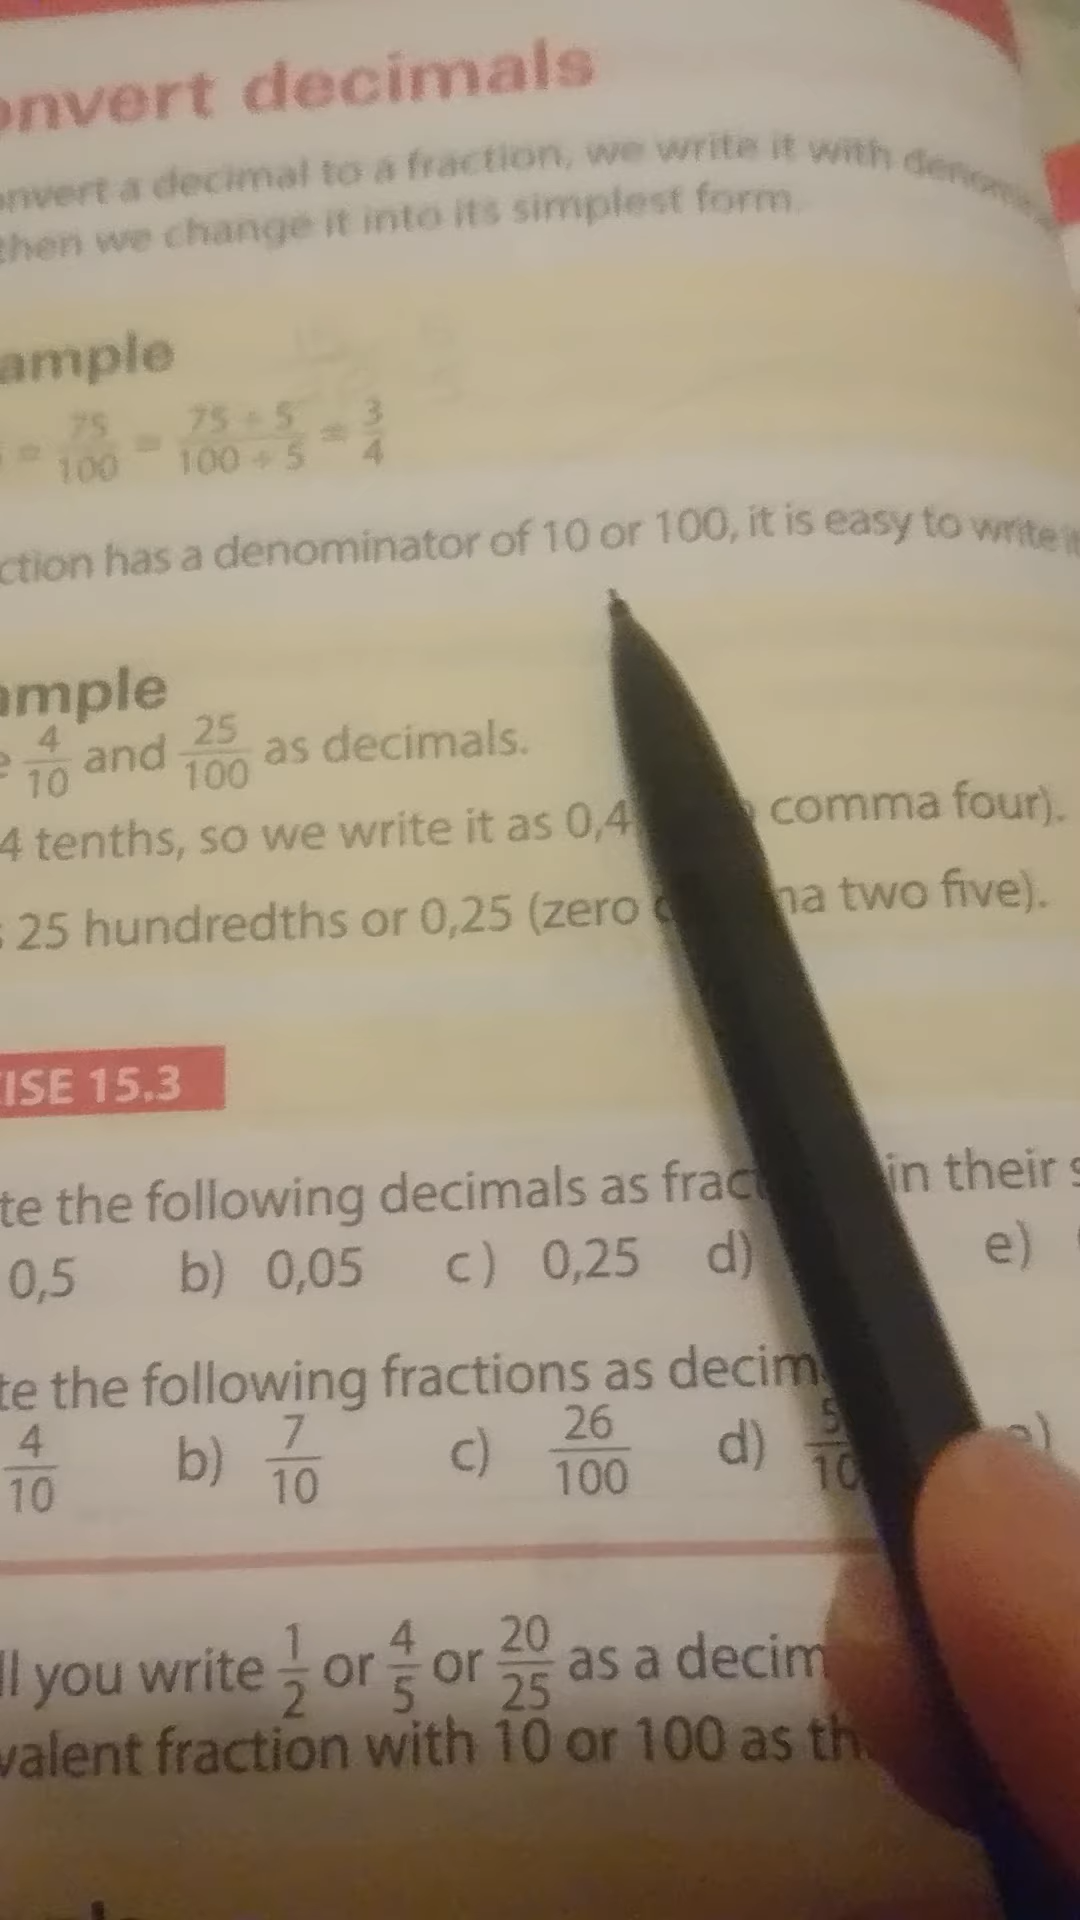 onvert decimals
onvert a decimal to a fraction, we write it with
then we change it into its simplest form.
ample
= 75/100 = 75 ÷ 5/100 ÷ 5 = 3/4
ction has a denominator of 10 or 100, it is easy to write
ample
4/10 and 25/100 as decimals.
4 tenths, so we write it as 0,4 comma four).
25 hundredths or 0,25 (zero two five).
ISE 15.3
te the following decimals as in their
0,5 b) 0,05 c) 0,25 d) e)
te the following fractions as decim
4/10 b) 7/10 c) 26/100 d) e)
ll you write 1/2 or 4/5 or 20/25 as a decim
valent fraction with 10 or 100 as th